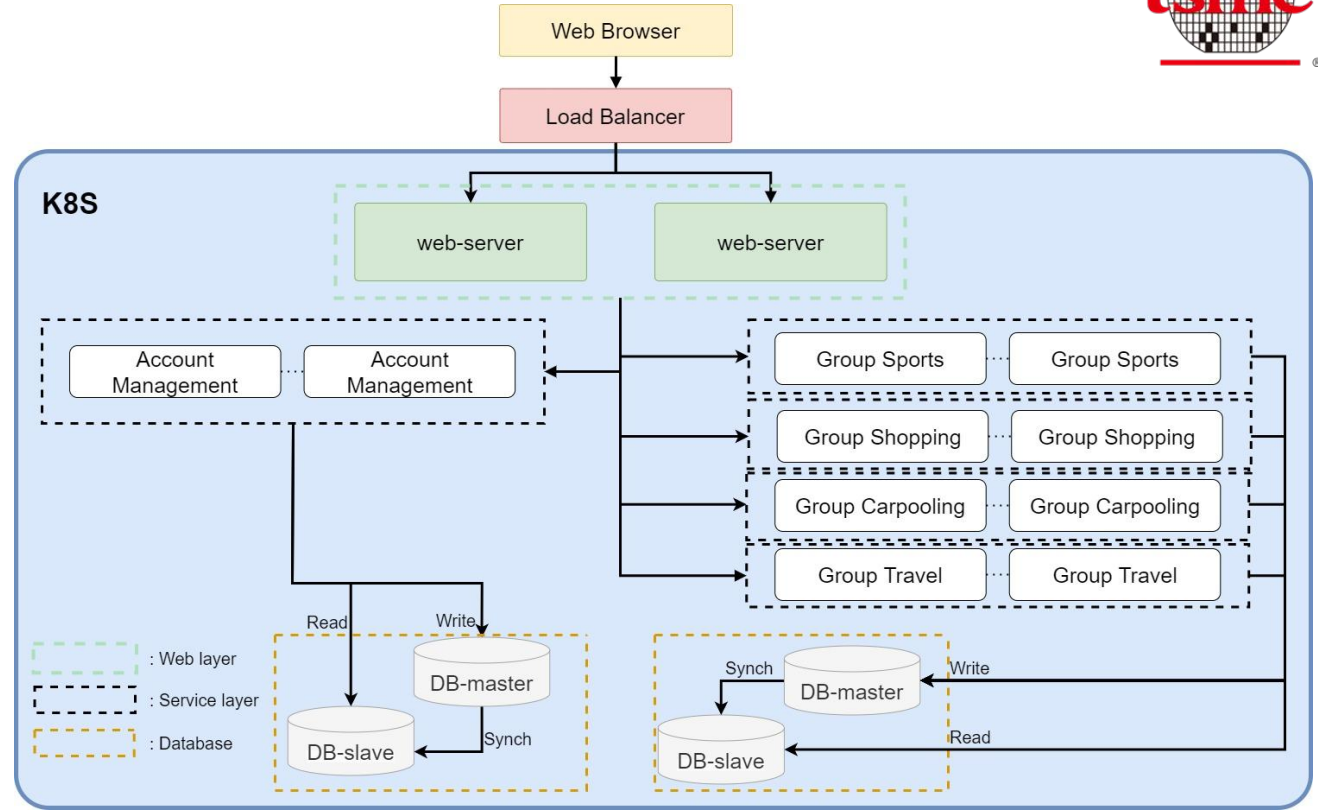 tsmc
®
Web Browser
Load Balancer
K8S
web-server
web-server
Account
Management
Account
Management
Group Sports
Group Sports
Group Shopping
Group Shopping
Group Carpooling
Group Carpooling
Group Travel
Group Travel
Read
Write
DB-master
DB-slave
Synch
Synch
DB-master
Write
DB-slave
Read
: Web layer
: Service layer
: Database